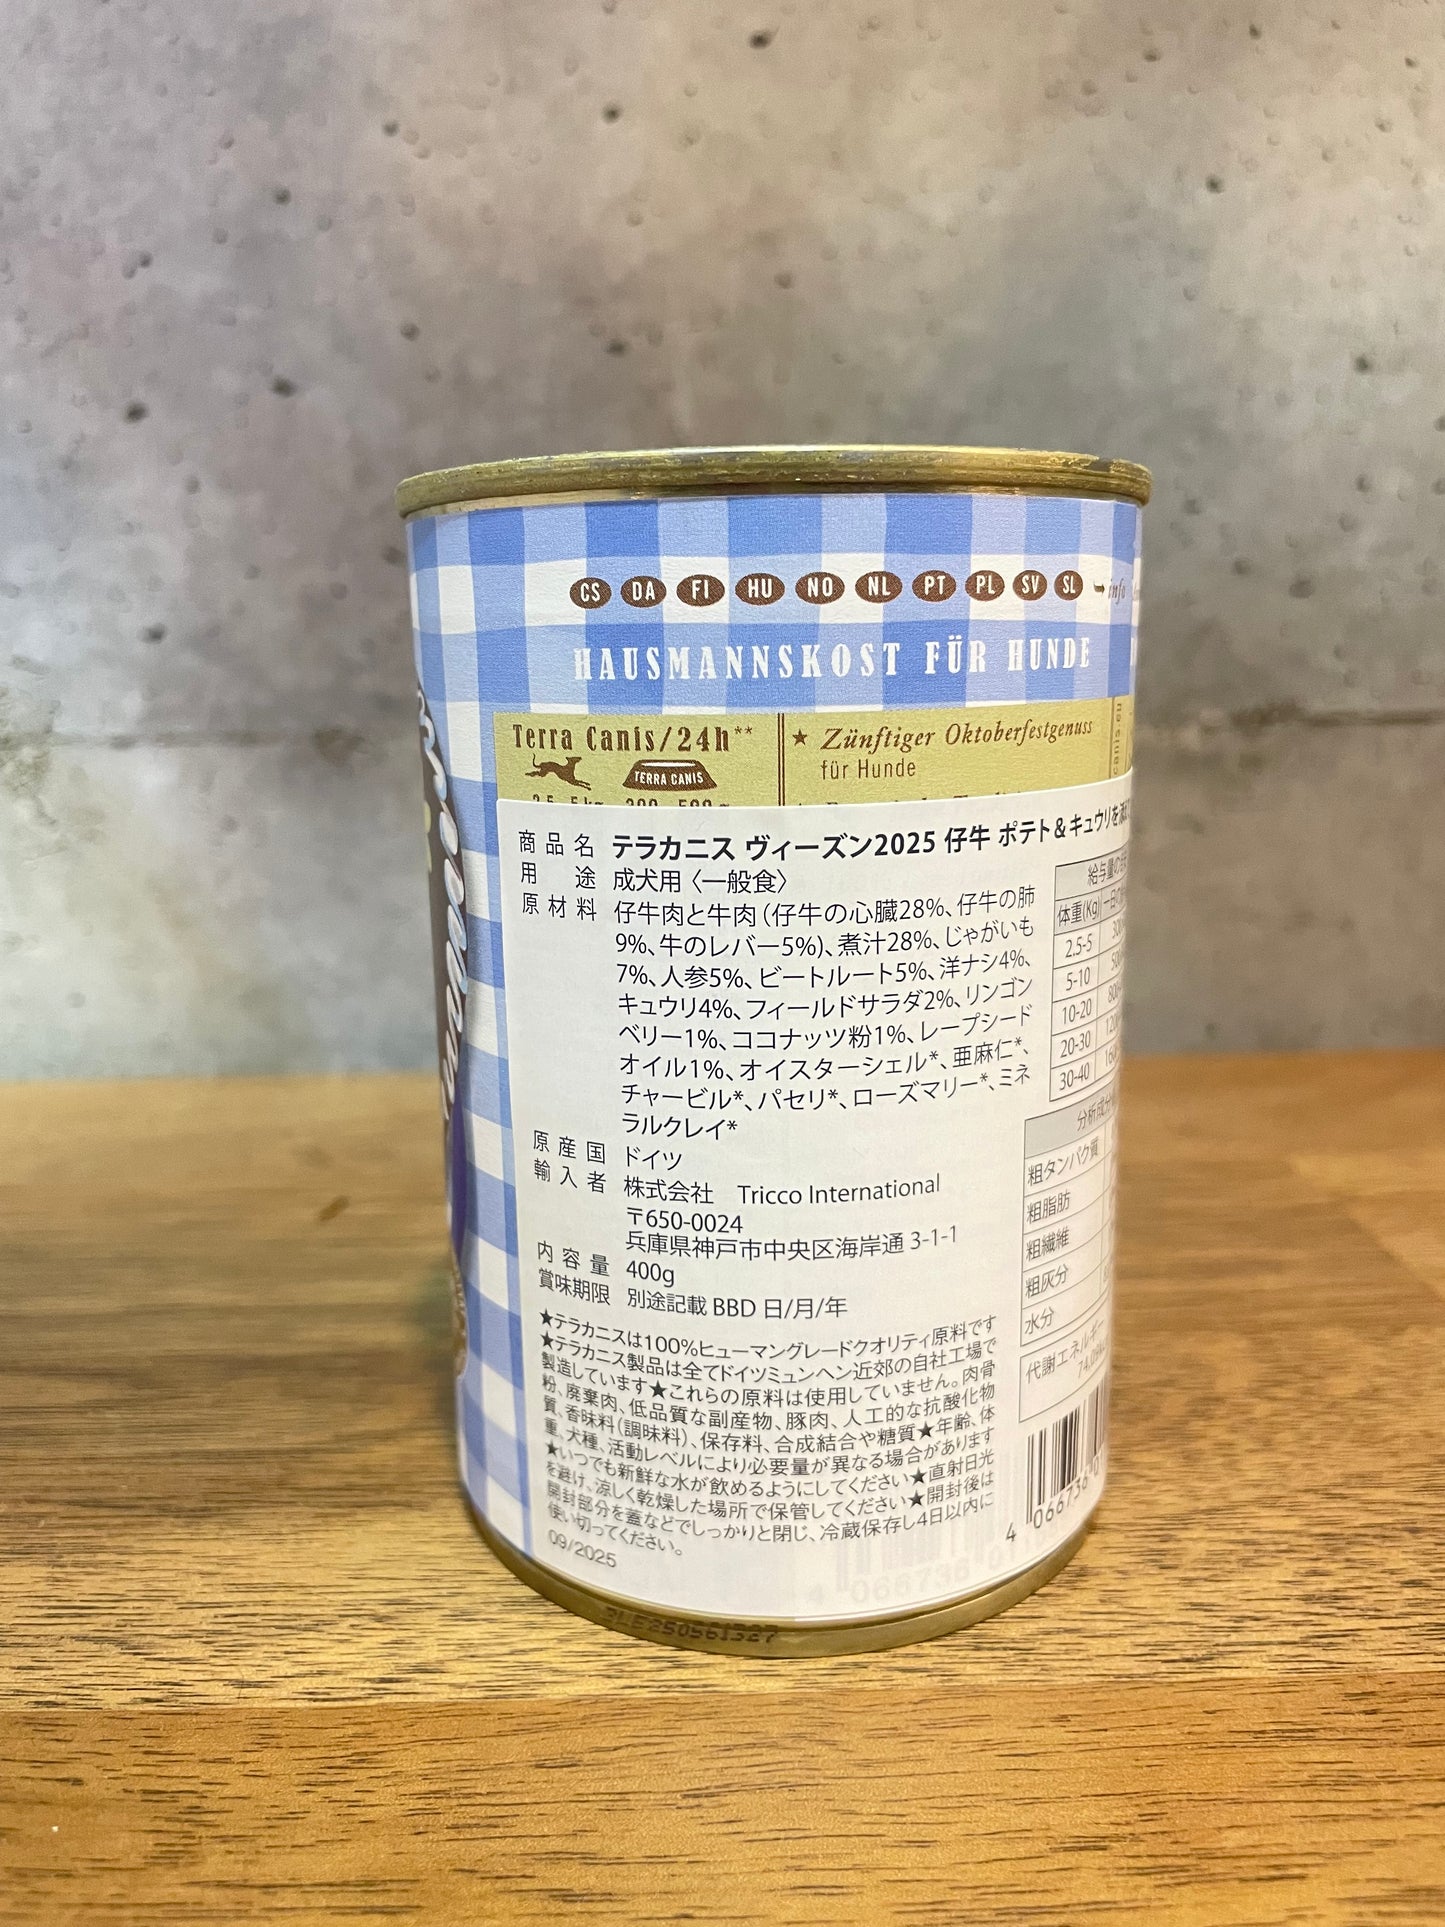 CS DA FI HU NO NL PT PL SV SL info
HAUSMANNSKOST FÜR HUNDE
Terra Canis/24h**
TERRA CANIS
★ Zünftiger Oktoberfestgenuss
für Hunde
商品名 テラカニス ヴィーズン2025 仔牛 ポテト&キュウリを添
用 途 成犬用〈一般食〉
原材料 仔牛肉と牛肉(仔牛の心臓28%、仔牛の肺
9%、牛のレバー5%)、煮汁28%、じゃがいも
7%、人参5%、ビートルート5%、洋ナシ4%、
キュウリ4%、フィールドサラダ2%、リンゴン
ベリー1%、ココナッツ粉1%、レープシード
オイル1%、オイスターシェル*、亜麻仁*、
チャービル*、パセリ*、ローズマリー*、ミネ
ラルクレイ*
原産国 ドイツ
輸入者 株式会社 Tricco International
〒650-0024
兵庫県神戸市中央区海岸通 3-1-1
内容量 400g
賞味期限 別途記載 BBD 日/月/年
★テラカニスは100%ヒューマングレードクオリティ原料です
★テラカニス製品は全てドイツミュンヘン近郊の自社工場で
製造しています★これらの原料は使用していません。肉骨
粉、廃棄肉、低品質な副産物、豚肉、人工的な抗酸化物
質、香味料(調味料)、保存料、合成結合や糖質★年齢、体
重、犬種、活動レベルにより必要量が異なる場合があります
★いつでも新鮮な水が飲めるようにしてください★直射日光
を避け、涼しく乾燥した場所で保管してください★開封後は
開封部分を蓋などでしっかりと閉じ、冷蔵保存し4日以内に
使い切ってください。
09/2025
給与量の
体重(Kg)
2.5-5
5-10
10-20
20-30
30-40
分析成分
粗タンパク質
粗脂肪
粗繊維
粗灰分
水分
代謝エネルギー
4 066736